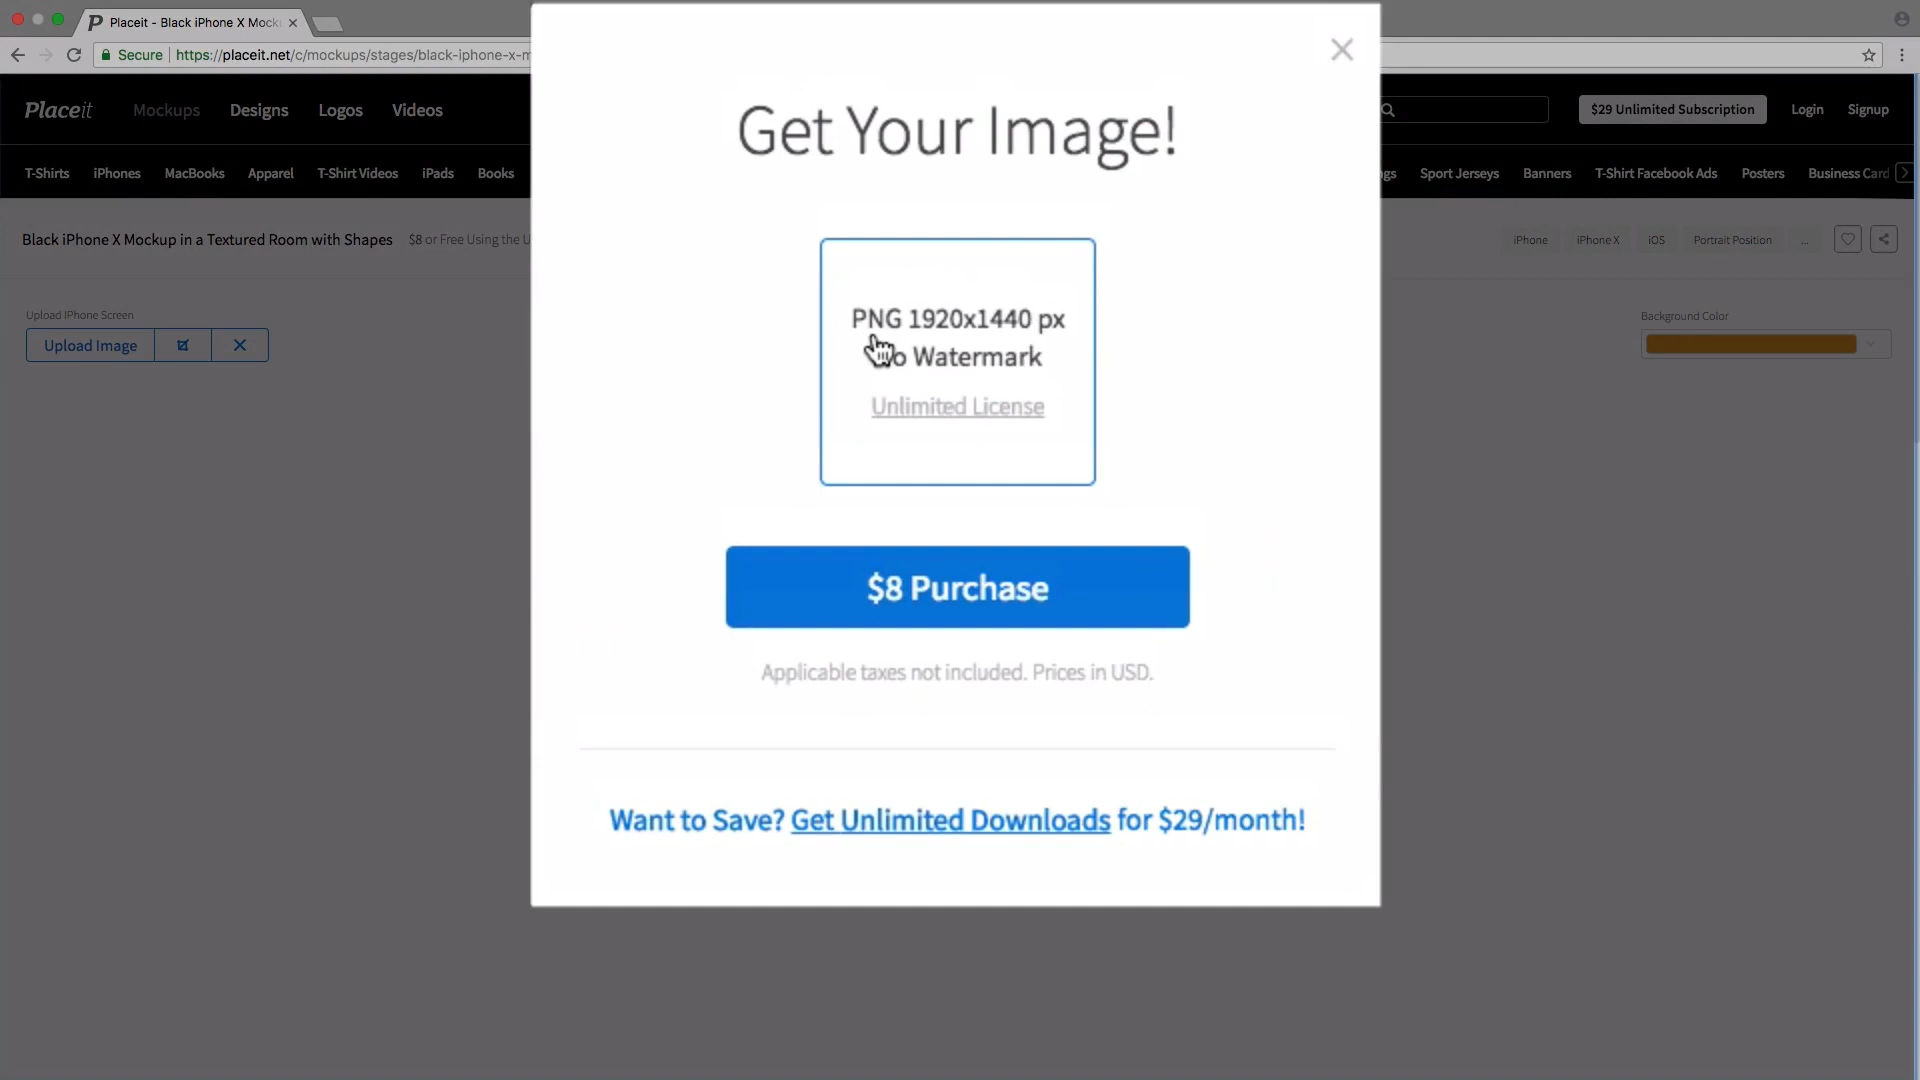 Placeit - Black iPhone X Mock
Secure
https://placeit.net/c/mockups/stages/black-iphone-x-m
Placeit
Mockups
Designs
Logos
Videos
$29 Unlimited Subscription
Login
Signup
T-Shirts
iPhones
MacBooks
Apparel
T-Shirt Videos
iPads
Books
Sport Jerseys
Banners
T-Shirt Facebook Ads
Posters
Business Card
Black iPhone X Mockup in a Textured Room with Shapes
$8 or Free Using the U
iPhone
iPhone X
iOS
Portrait Position
...
Upload IPhone Screen
Upload Image
Background Color
Get Your Image!
PNG 1920x1440 px
Watermark
Unlimited License
$8 Purchase
Applicable taxes not included. Prices in USD.
Want to Save? Get Unlimited Downloads for $29/month!